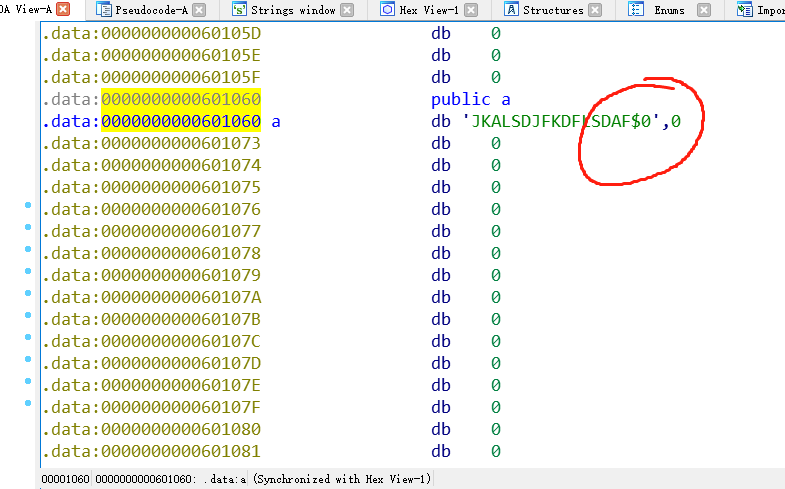 DA View-A Pseudocode-A Strings window Hex View-1 Structures Enums Impor
.data:000000000060105D db 0
.data:000000000060105E db 0
.data:000000000060105F db 0
.data:0000000000601060 public a
.data:0000000000601060 a db 'JKALSDJFKDFLSDAF$0',0
.data:0000000000601073 db 0
.data:0000000000601074 db 0
.data:0000000000601075 db 0
.data:0000000000601076 db 0
.data:0000000000601077 db 0
.data:0000000000601078 db 0
.data:0000000000601079 db 0
.data:000000000060107A db 0
.data:000000000060107B db 0
.data:000000000060107C db 0
.data:000000000060107D db 0
.data:000000000060107E db 0
.data:000000000060107F db 0
.data:0000000000601080 db 0
.data:0000000000601081 db 0
00001060 0000000000601060: .data:a (Synchronized with Hex View-1)